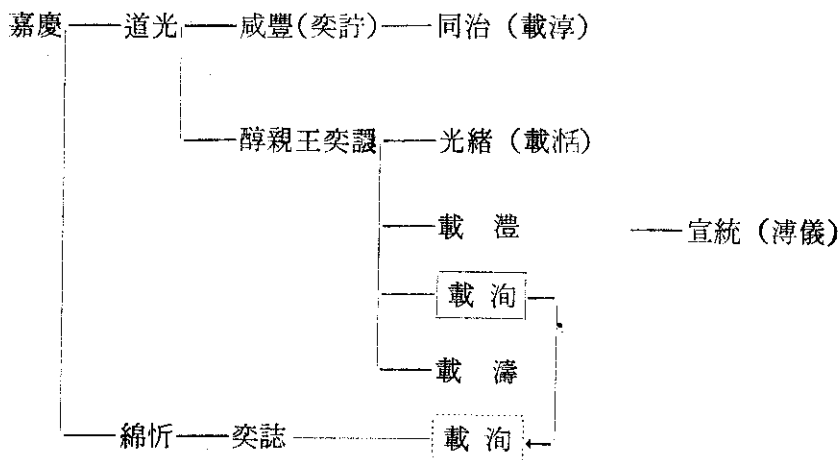 嘉慶 道光 咸豐(奕詝) 同治(載淳)
醇親王奕譞 光緒(載湉)
載灃 宣統(溥儀)
載洵
載濤
綿忻 奕誌 載洵